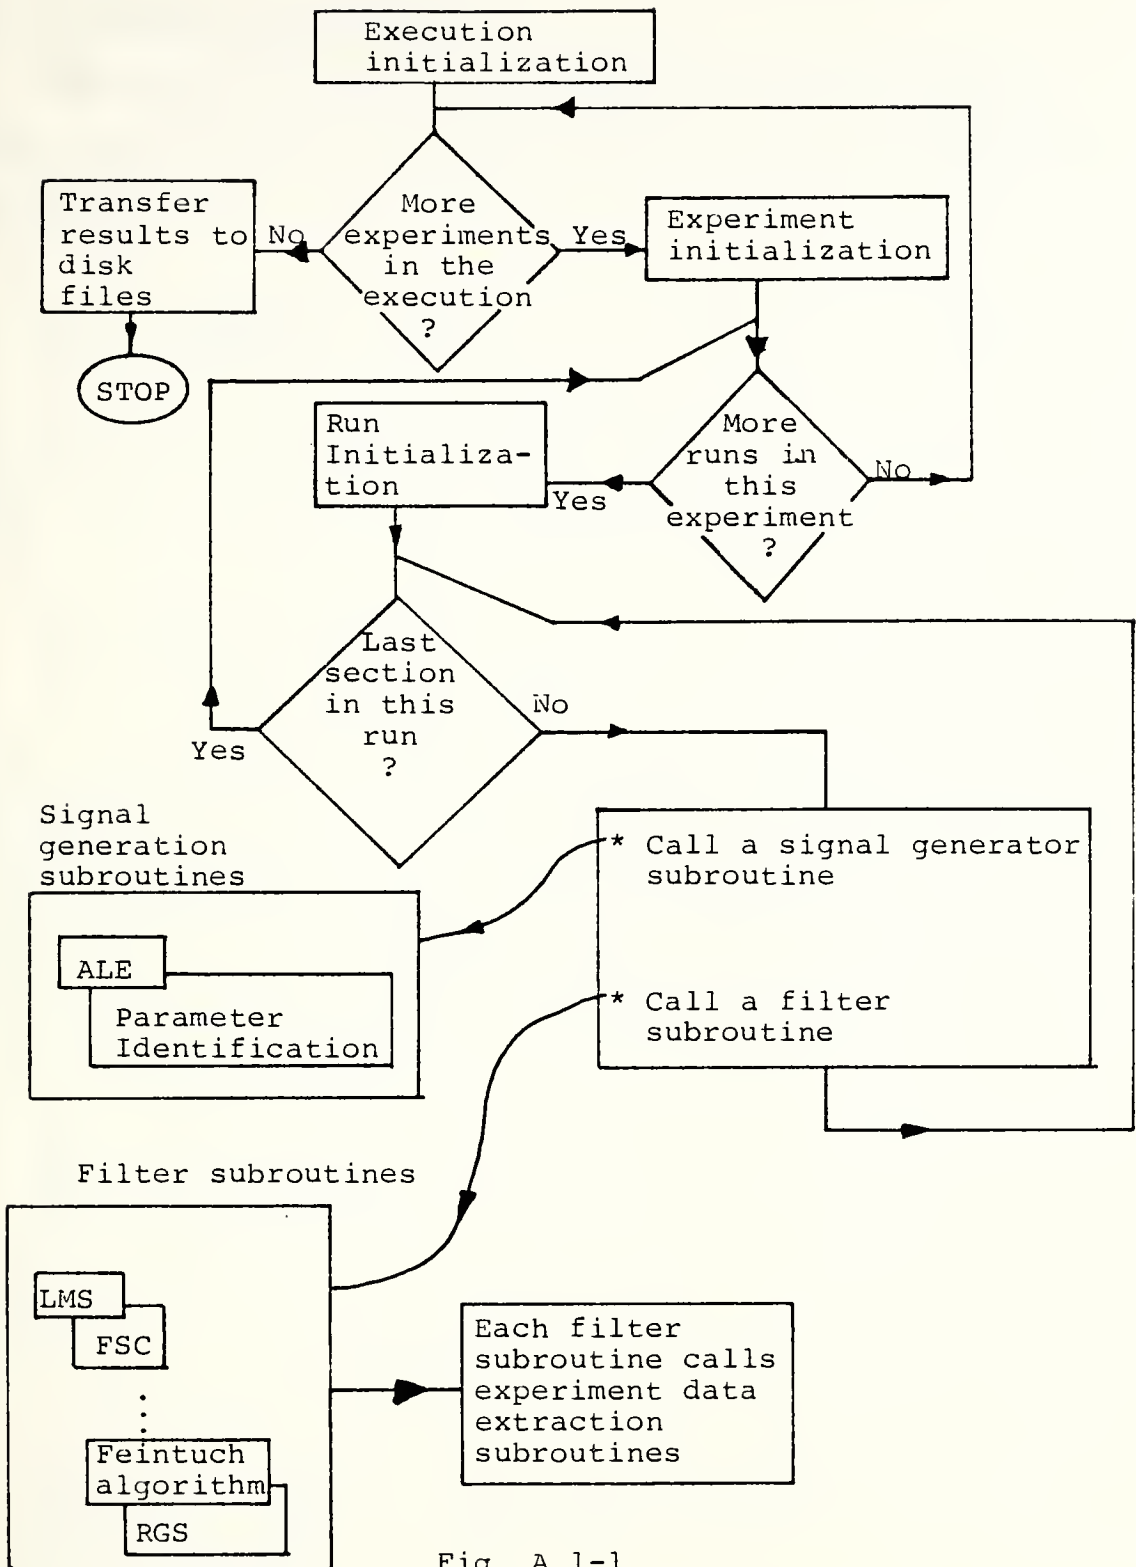 Execution
initialization
Transfer
results to
disk
files
No
More
experiments
in the
execution
?
Yes
Experiment
initialization
STOP
Run
Initializa-
tion
Yes
More
runs in
this
experiment
?
No
Last
section
in this
run
?
No
Yes
Signal
generation
subroutines
ALE
Parameter
Identification
* Call a signal generator
subroutine
* Call a filter
subroutine
Filter subroutines
LMS
FSC
Feintuch
algorithm
RGS
Each filter
subroutine calls
experiment data
extraction
subroutines
Fig. A.1-1